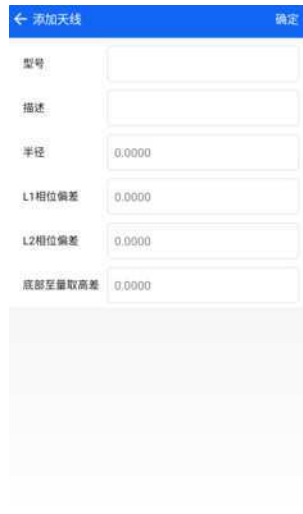 添加天线 确定
型号
描述
半径 0.0000
L1相位偏差 0.0000
L2相位偏差 0.0000
底部至量取高差 0.0000